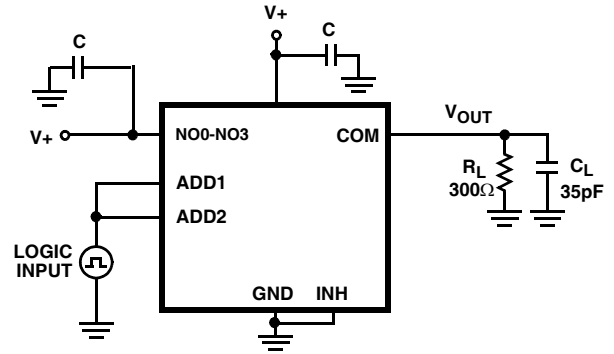 V+
C
C
V+
NO0-NO3
COM
VOUT
ADD1
ADD2
RL
300Ω
CL
35pF
LOGIC
INPUT
GND
INH